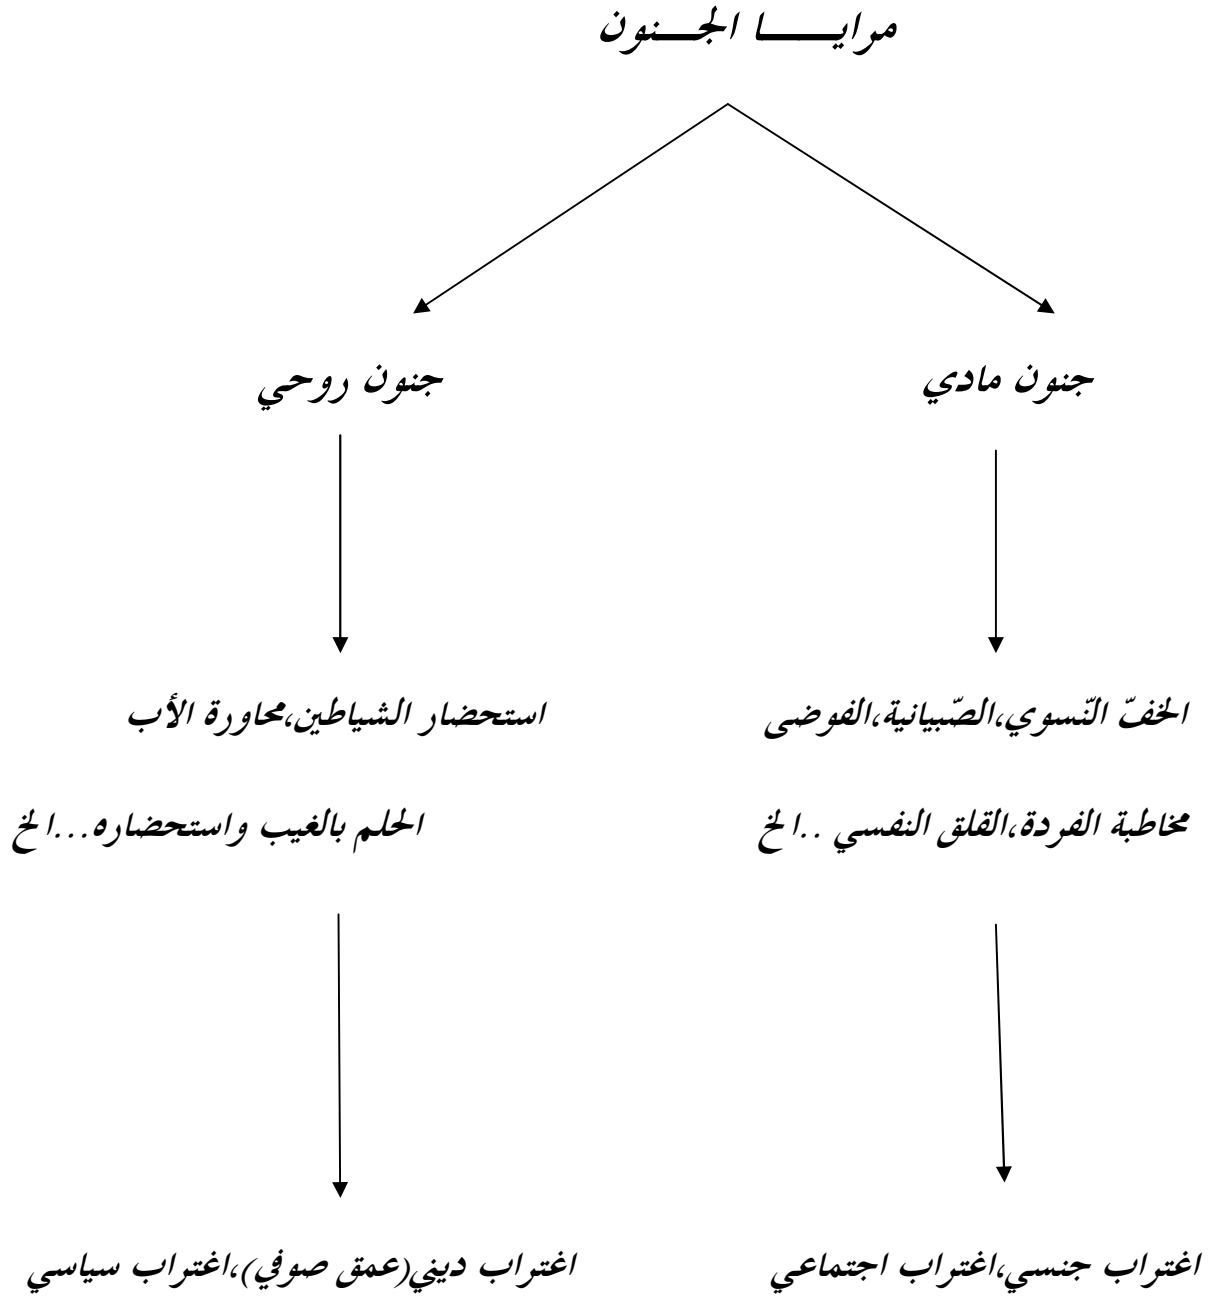 مرايـــــا الجـــنون
جنون مادي
جنون روحي
الخفّ النّسوي،الصّبيانية،الفوضى
استحضار الشياطين،محاورة الأب
مخاطبة الفردة،القلق النفسي ..الخ
الحلم بالغيب واستحضاره...الخ
اغتراب جنسي،اغتراب اجتماعي
اغتراب ديني(عمق صوفي)،اغتراب سياسي